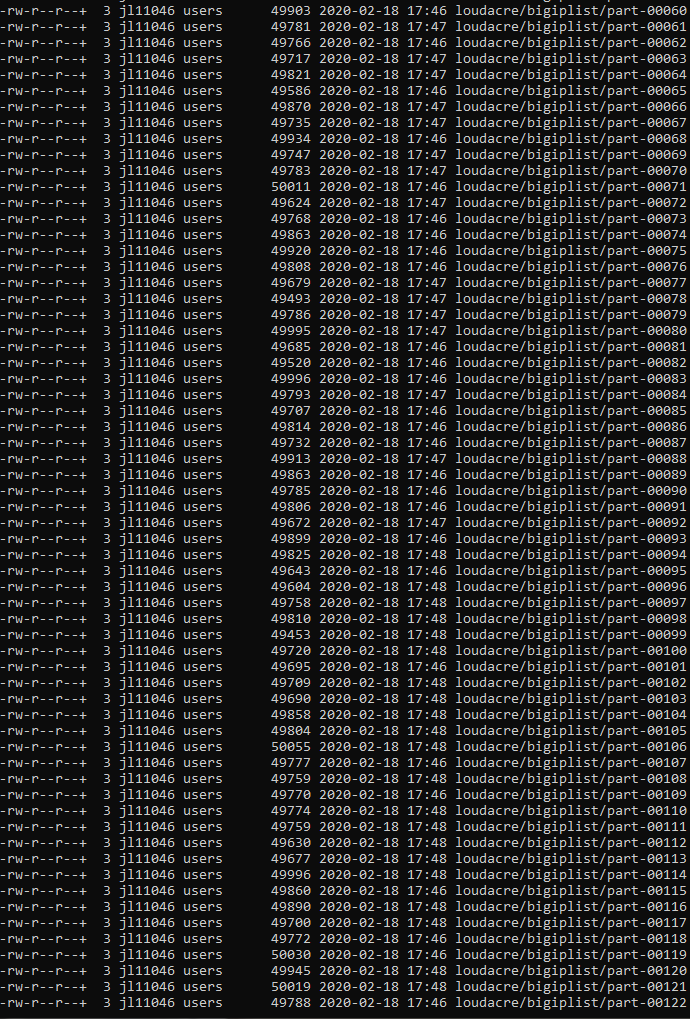 -rw-r--r--+  3 jl11046 users      49903 2020-02-18 17:46 loudacre/bigiplist/part-00060
-rw-r--r--+  3 jl11046 users      49781 2020-02-18 17:47 loudacre/bigiplist/part-00061
-rw-r--r--+  3 jl11046 users      49766 2020-02-18 17:46 loudacre/bigiplist/part-00062
-rw-r--r--+  3 jl11046 users      49717 2020-02-18 17:47 loudacre/bigiplist/part-00063
-rw-r--r--+  3 jl11046 users      49821 2020-02-18 17:47 loudacre/bigiplist/part-00064
-rw-r--r--+  3 jl11046 users      49586 2020-02-18 17:46 loudacre/bigiplist/part-00065
-rw-r--r--+  3 jl11046 users      49870 2020-02-18 17:47 loudacre/bigiplist/part-00066
-rw-r--r--+  3 jl11046 users      49735 2020-02-18 17:47 loudacre/bigiplist/part-00067
-rw-r--r--+  3 jl11046 users      49934 2020-02-18 17:46 loudacre/bigiplist/part-00068
-rw-r--r--+  3 jl11046 users      49747 2020-02-18 17:47 loudacre/bigiplist/part-00069
-rw-r--r--+  3 jl11046 users      49783 2020-02-18 17:47 loudacre/bigiplist/part-00070
-rw-r--r--+  3 jl11046 users      50011 2020-02-18 17:46 loudacre/bigiplist/part-00071
-rw-r--r--+  3 jl11046 users      49624 2020-02-18 17:47 loudacre/bigiplist/part-00072
-rw-r--r--+  3 jl11046 users      49768 2020-02-18 17:46 loudacre/bigiplist/part-00073
-rw-r--r--+  3 jl11046 users      49863 2020-02-18 17:46 loudacre/bigiplist/part-00074
-rw-r--r--+  3 jl11046 users      49920 2020-02-18 17:46 loudacre/bigiplist/part-00075
-rw-r--r--+  3 jl11046 users      49808 2020-02-18 17:46 loudacre/bigiplist/part-00076
-rw-r--r--+  3 jl11046 users      49679 2020-02-18 17:47 loudacre/bigiplist/part-00077
-rw-r--r--+  3 jl11046 users      49493 2020-02-18 17:47 loudacre/bigiplist/part-00078
-rw-r--r--+  3 jl11046 users      49786 2020-02-18 17:47 loudacre/bigiplist/part-00079
-rw-r--r--+  3 jl11046 users      49995 2020-02-18 17:47 loudacre/bigiplist/part-00080
-rw-r--r--+  3 jl11046 users      49685 2020-02-18 17:46 loudacre/bigiplist/part-00081
-rw-r--r--+  3 jl11046 users      49520 2020-02-18 17:46 loudacre/bigiplist/part-00082
-rw-r--r--+  3 jl11046 users      49996 2020-02-18 17:46 loudacre/bigiplist/part-00083
-rw-r--r--+  3 jl11046 users      49793 2020-02-18 17:47 loudacre/bigiplist/part-00084
-rw-r--r--+  3 jl11046 users      49707 2020-02-18 17:46 loudacre/bigiplist/part-00085
-rw-r--r--+  3 jl11046 users      49814 2020-02-18 17:46 loudacre/bigiplist/part-00086
-rw-r--r--+  3 jl11046 users      49732 2020-02-18 17:46 loudacre/bigiplist/part-00087
-rw-r--r--+  3 jl11046 users      49913 2020-02-18 17:47 loudacre/bigiplist/part-00088
-rw-r--r--+  3 jl11046 users      49863 2020-02-18 17:46 loudacre/bigiplist/part-00089
-rw-r--r--+  3 jl11046 users      49785 2020-02-18 17:46 loudacre/bigiplist/part-00090
-rw-r--r--+  3 jl11046 users      49806 2020-02-18 17:46 loudacre/bigiplist/part-00091
-rw-r--r--+  3 jl11046 users      49672 2020-02-18 17:47 loudacre/bigiplist/part-00092
-rw-r--r--+  3 jl11046 users      49899 2020-02-18 17:46 loudacre/bigiplist/part-00093
-rw-r--r--+  3 jl11046 users      49825 2020-02-18 17:48 loudacre/bigiplist/part-00094
-rw-r--r--+  3 jl11046 users      49643 2020-02-18 17:46 loudacre/bigiplist/part-00095
-rw-r--r--+  3 jl11046 users      49604 2020-02-18 17:48 loudacre/bigiplist/part-00096
-rw-r--r--+  3 jl11046 users      49758 2020-02-18 17:48 loudacre/bigiplist/part-00097
-rw-r--r--+  3 jl11046 users      49810 2020-02-18 17:48 loudacre/bigiplist/part-00098
-rw-r--r--+  3 jl11046 users      49453 2020-02-18 17:48 loudacre/bigiplist/part-00099
-rw-r--r--+  3 jl11046 users      49720 2020-02-18 17:48 loudacre/bigiplist/part-00100
-rw-r--r--+  3 jl11046 users      49695 2020-02-18 17:46 loudacre/bigiplist/part-00101
-rw-r--r--+  3 jl11046 users      49709 2020-02-18 17:48 loudacre/bigiplist/part-00102
-rw-r--r--+  3 jl11046 users      49690 2020-02-18 17:48 loudacre/bigiplist/part-00103
-rw-r--r--+  3 jl11046 users      49858 2020-02-18 17:48 loudacre/bigiplist/part-00104
-rw-r--r--+  3 jl11046 users      49804 2020-02-18 17:48 loudacre/bigiplist/part-00105
-rw-r--r--+  3 jl11046 users      50055 2020-02-18 17:48 loudacre/bigiplist/part-00106
-rw-r--r--+  3 jl11046 users      49777 2020-02-18 17:46 loudacre/bigiplist/part-00107
-rw-r--r--+  3 jl11046 users      49759 2020-02-18 17:48 loudacre/bigiplist/part-00108
-rw-r--r--+  3 jl11046 users      49770 2020-02-18 17:46 loudacre/bigiplist/part-00109
-rw-r--r--+  3 jl11046 users      49774 2020-02-18 17:48 loudacre/bigiplist/part-00110
-rw-r--r--+  3 jl11046 users      49759 2020-02-18 17:48 loudacre/bigiplist/part-00111
-rw-r--r--+  3 jl11046 users      49630 2020-02-18 17:48 loudacre/bigiplist/part-00112
-rw-r--r--+  3 jl11046 users      49677 2020-02-18 17:48 loudacre/bigiplist/part-00113
-rw-r--r--+  3 jl11046 users      49996 2020-02-18 17:48 loudacre/bigiplist/part-00114
-rw-r--r--+  3 jl11046 users      49860 2020-02-18 17:46 loudacre/bigiplist/part-00115
-rw-r--r--+  3 jl11046 users      49890 2020-02-18 17:48 loudacre/bigiplist/part-00116
-rw-r--r--+  3 jl11046 users      49700 2020-02-18 17:48 loudacre/bigiplist/part-00117
-rw-r--r--+  3 jl11046 users      49772 2020-02-18 17:46 loudacre/bigiplist/part-00118
-rw-r--r--+  3 jl11046 users      50030 2020-02-18 17:46 loudacre/bigiplist/part-00119
-rw-r--r--+  3 jl11046 users      49945 2020-02-18 17:48 loudacre/bigiplist/part-00120
-rw-r--r--+  3 jl11046 users      50019 2020-02-18 17:48 loudacre/bigiplist/part-00121
-rw-r--r--+  3 jl11046 users      49788 2020-02-18 17:46 loudacre/bigiplist/part-00122